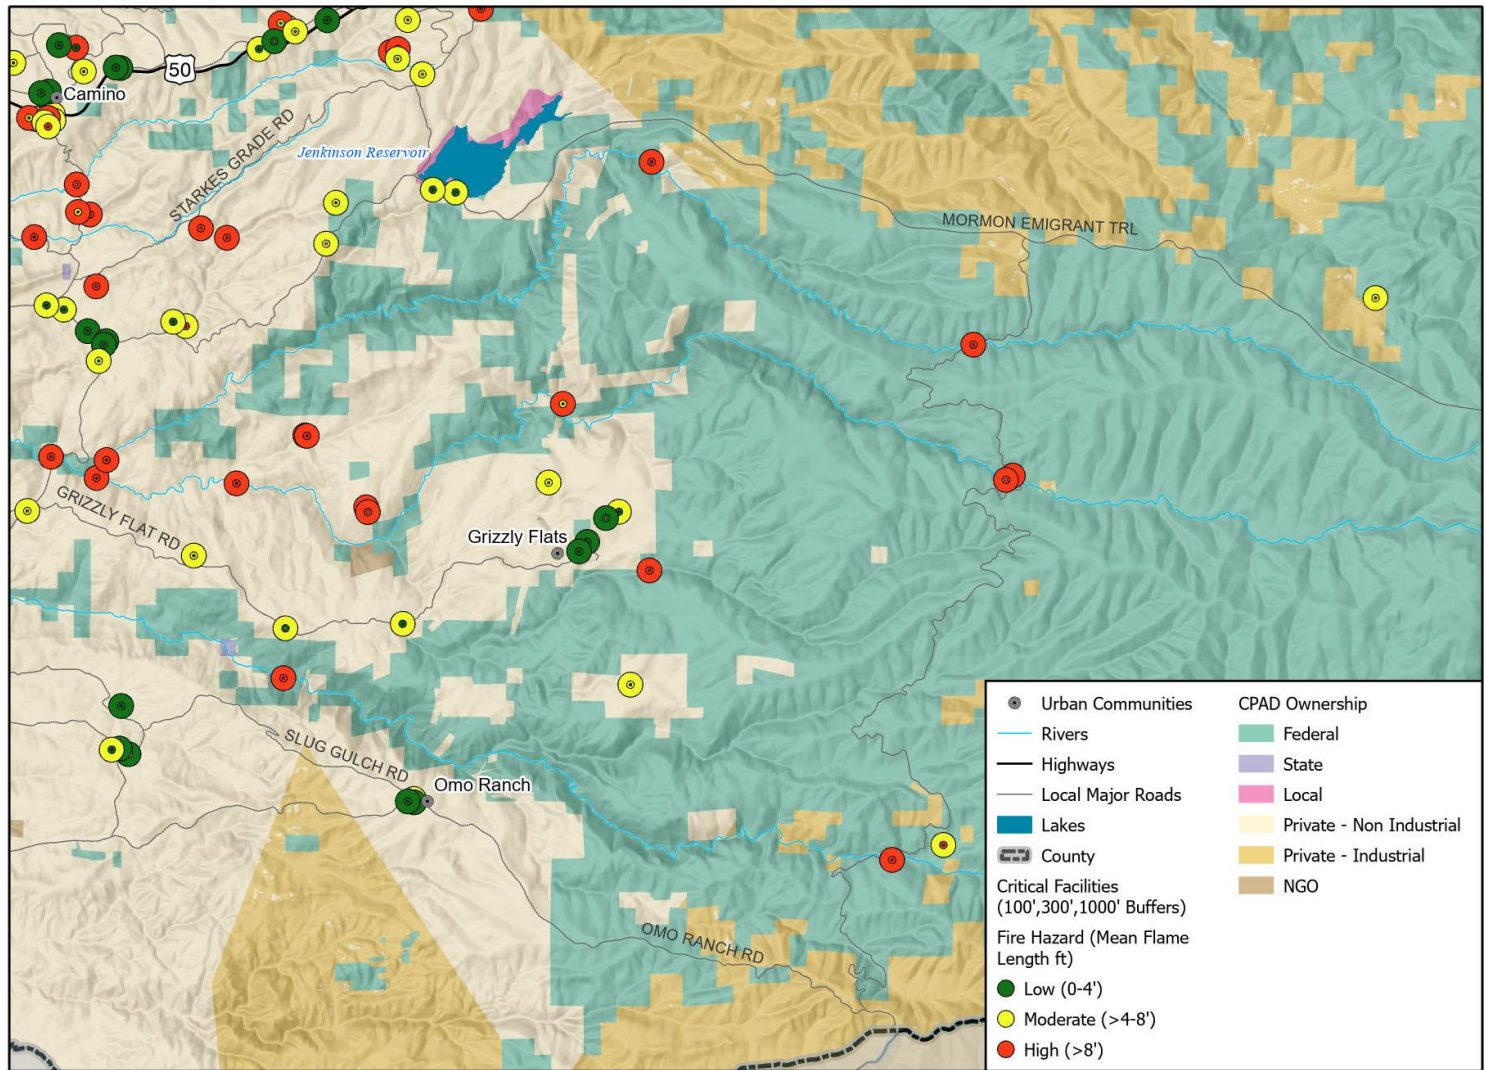 50
Camino
STARKES GRADE RD
Jenkinson Reservoir
MORMON EMIGRANT TRL
GRIZZLY FLAT RD
Grizzly Flats
SLUG GULCH RD
Omo Ranch
OMO RANCH RD
Urban Communities
Rivers
Highways
Local Major Roads
Lakes
County
Critical Facilities
(100',300',1000' Buffers)
Fire Hazard (Mean Flame
Length ft)
Low (0-4')
Moderate (>4-8')
High (>8')
CPAD Ownership
Federal
State
Local
Private - Non Industrial
Private - Industrial
NGO